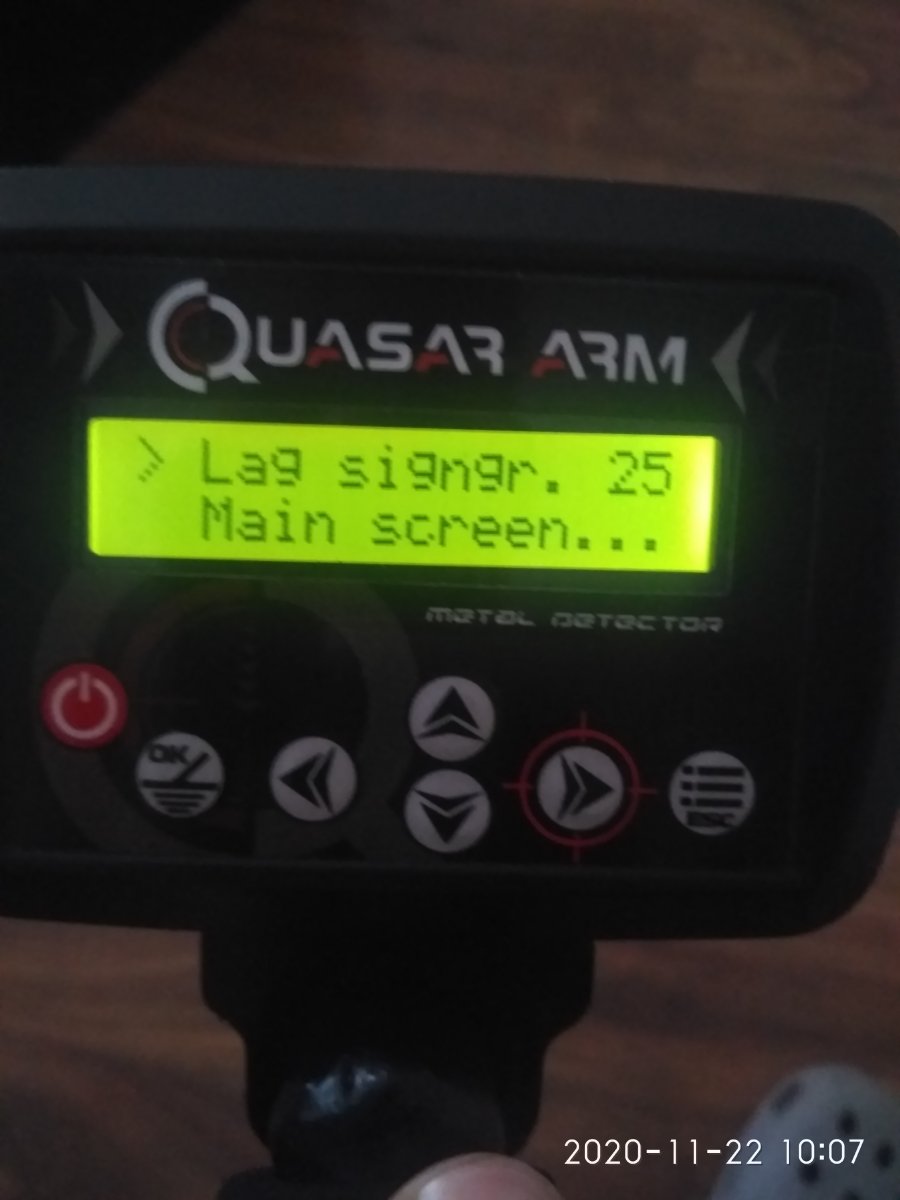 QUASAR ARM
> Lag signgr. 25
Main screen...
METAL DETECTOR
OK
ESC
2020-11-22 10:07